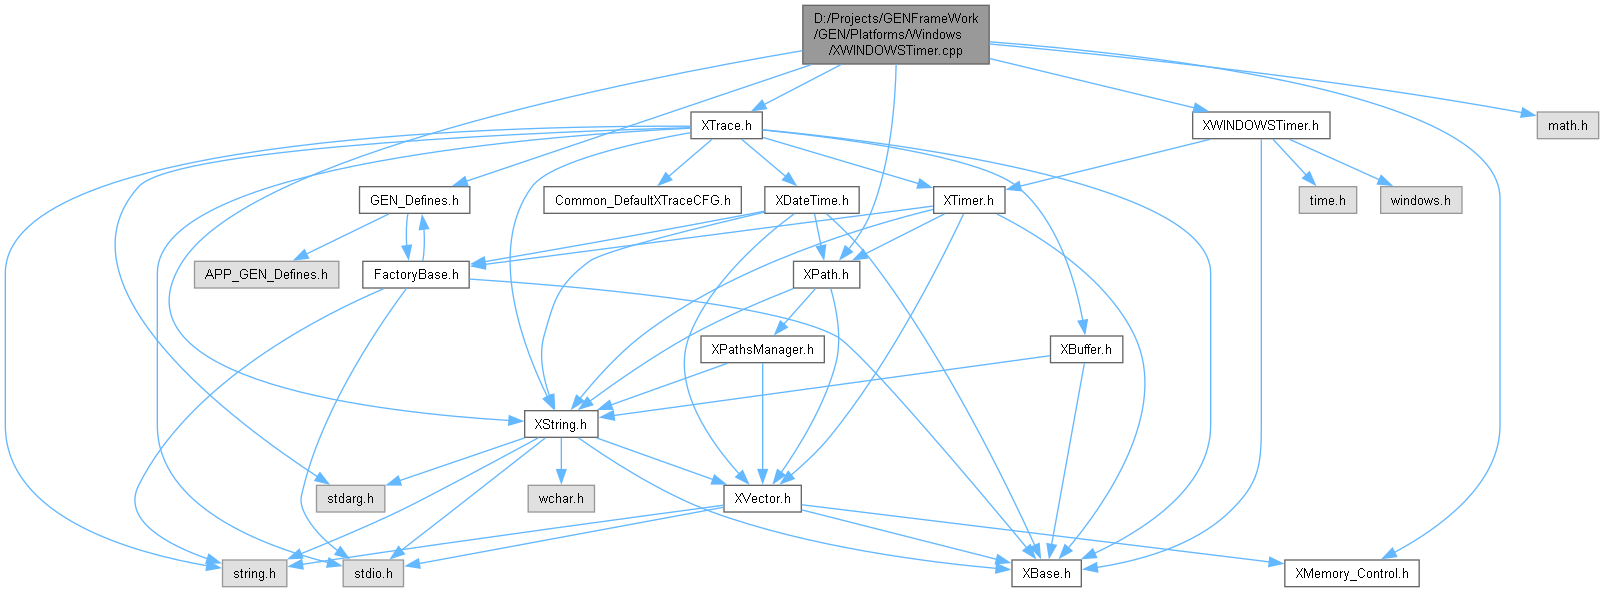 D:/Projects/GENFrameWork
/GEN/Platforms/Windows
/XWINDOWSTimer.cpp
XTrace.h
XWINDOWSTimer.h
math.h
GEN_Defines.h
Common_DefaultXTraceCFG.h
XDateTime.h
XTimer.h
time.h
windows.h
APP_GEN_Defines.h
FactoryBase.h
XPath.h
XPathsManager.h
XBuffer.h
XString.h
stdarg.h
wchar.h
XVector.h
string.h
stdio.h
XBase.h
XMemory_Control.h